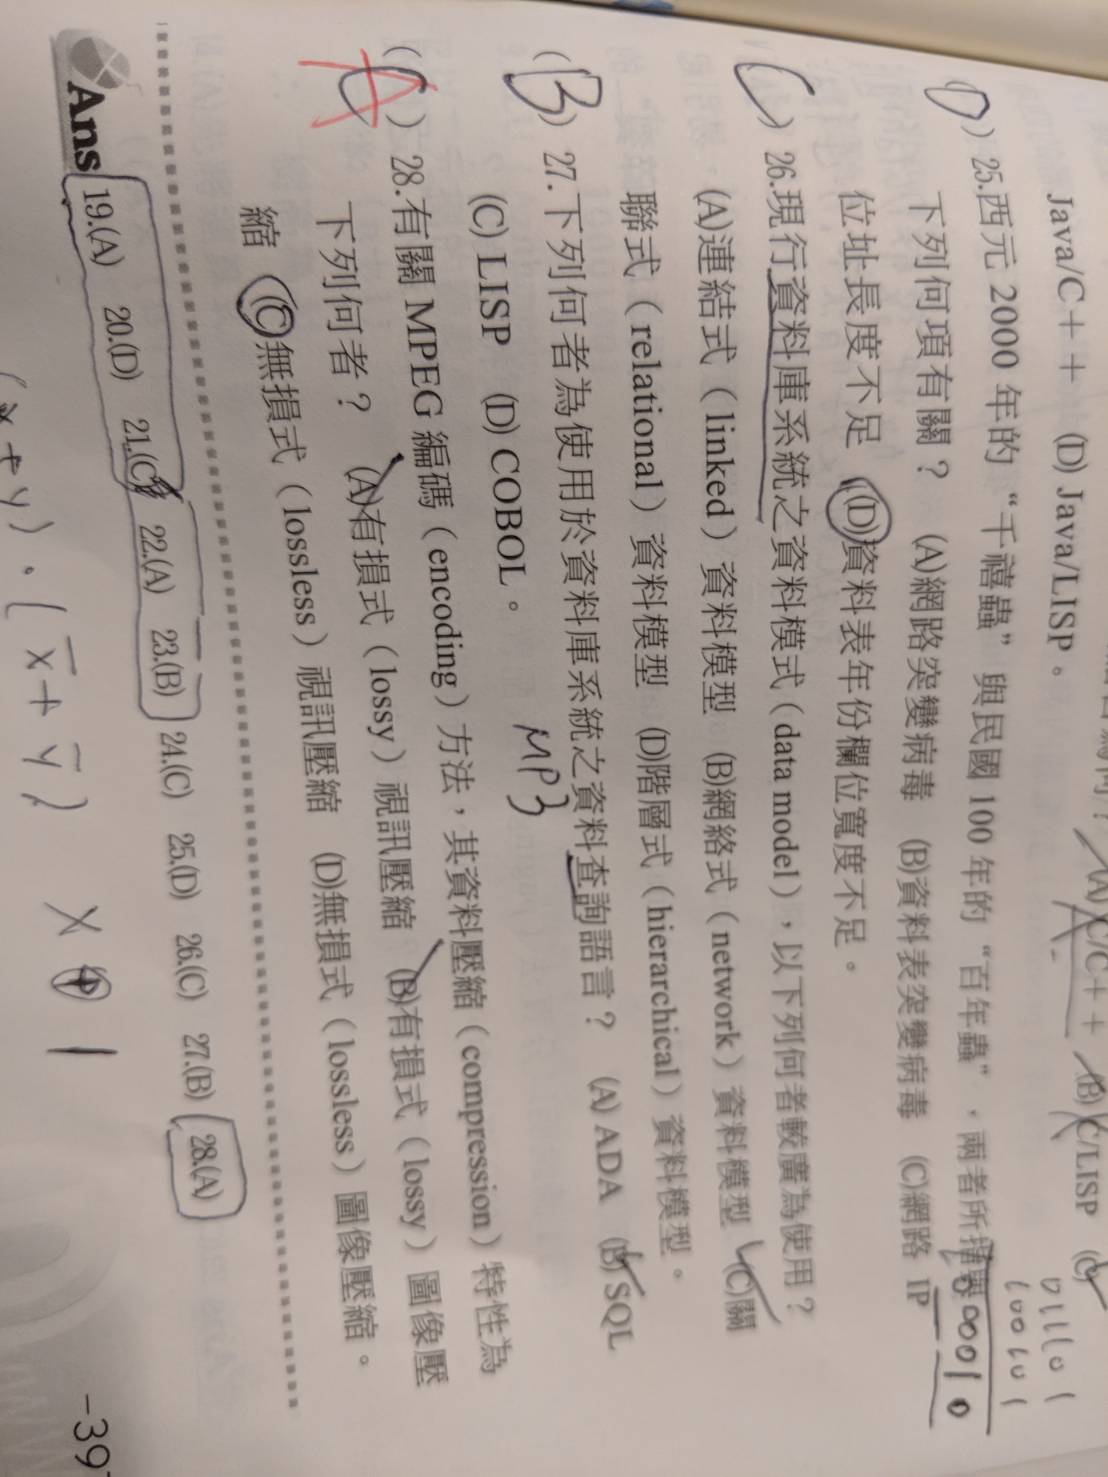 (A) C/C++ (B) C/LISP (C)
Java/C++ (D) Java/LISP。
011101
100101
000010
D) 25.西元 2000 年的“千禧蟲”與民國 100 年的“百年蟲”,兩者所指與
下列何項有關? (A)網路突變病毒 (B)資料表突變病毒 (C)網路 IP
位址長度不足 (D)資料表年份欄位寬度不足。
C) 26.現行資料庫系統之資料模式(data model),以下列何者較廣為使用?
(A)連結式(linked)資料模型 (B)網絡式(network)資料模型 (C)關
聯式(relational)資料模型 (D)階層式(hierarchical)資料模型。
(B) 27.下列何者為使用於資料庫系統之資料查詢語言? (A) ADA (B) SQL
(C) LISP (D) COBOL。 MP3
(C) A 28.有關 MPEG 編碼(encoding)方法,其資料壓縮(compression)特性為
下列何者? (A)有損式(lossy)視訊壓縮 (B)有損式(lossy)圖像壓
縮 (C)無損式(lossless)視訊壓縮 (D)無損式(lossless)圖像壓縮。
Ans 19.(A) 20.(D) 21.(C) 22.(A) 23.(B) 24.(C) 25.(D) 26.(C) 27.(B) 28.(A)
-397
(x+y)·(x̄+ȳ) x⊕1